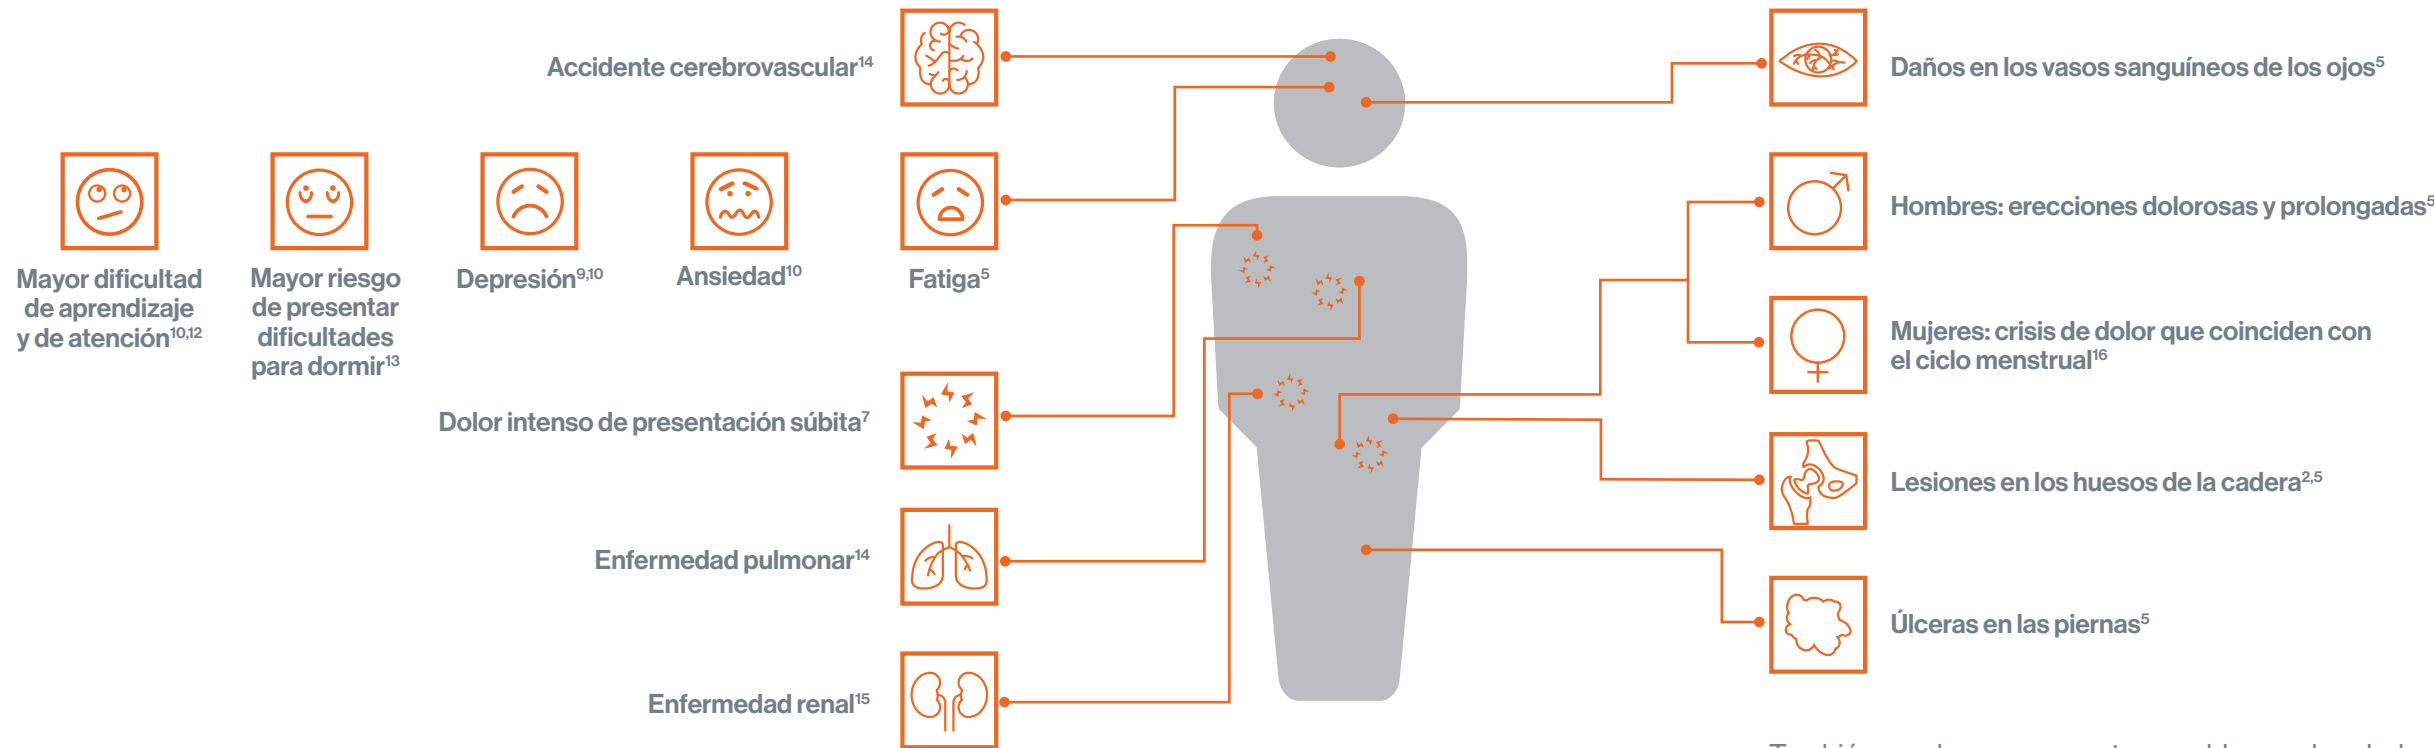 Accidente cerebrovascular14
Mayor dificultad
de aprendizaje
y de atención10,12
Mayor riesgo
de presentar
dificultades
para dormir13
Depresión9,10
Ansiedad10
Fatiga5
Dolor intenso de presentación súbita7
Enfermedad pulmonar14
Enfermedad renal15
Daños en los vasos sanguíneos de los ojos5
Hombres: erecciones dolorosas y prolongadas5
Mujeres: crisis de dolor que coinciden con
el ciclo menstrual16
Lesiones en los huesos de la cadera2,5
Úlceras en las piernas5